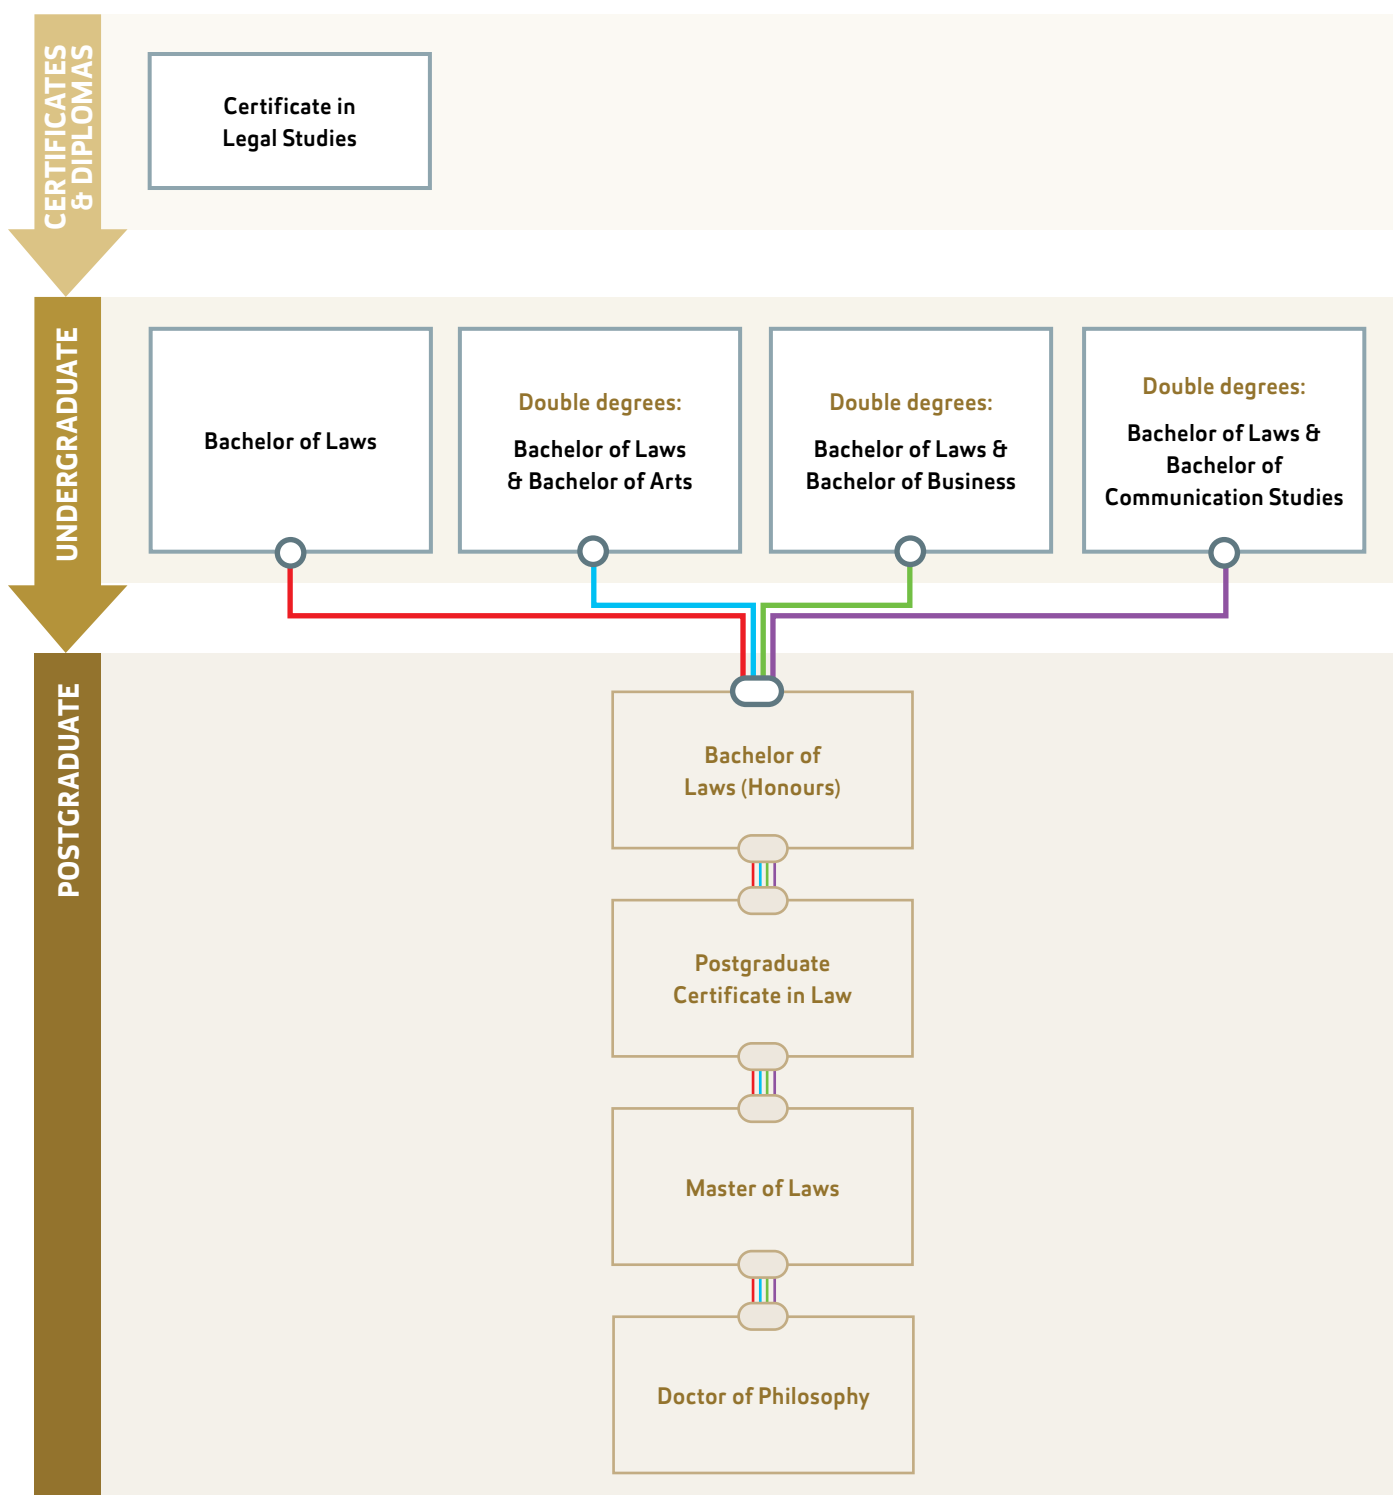 CERTIFICATES
& DIPLOMAS
Certificate in
Legal Studies
UNDERGRADUATE
Bachelor of Laws
Double degrees:
Bachelor of Laws
& Bachelor of Arts
Double degrees:
Bachelor of Laws &
Bachelor of Business
Double degrees:
Bachelor of Laws &
Bachelor of
Communication Studies
POSTGRADUATE
Bachelor of
Laws (Honours)
Postgraduate
Certificate in Law
Master of Laws
Doctor of Philosophy